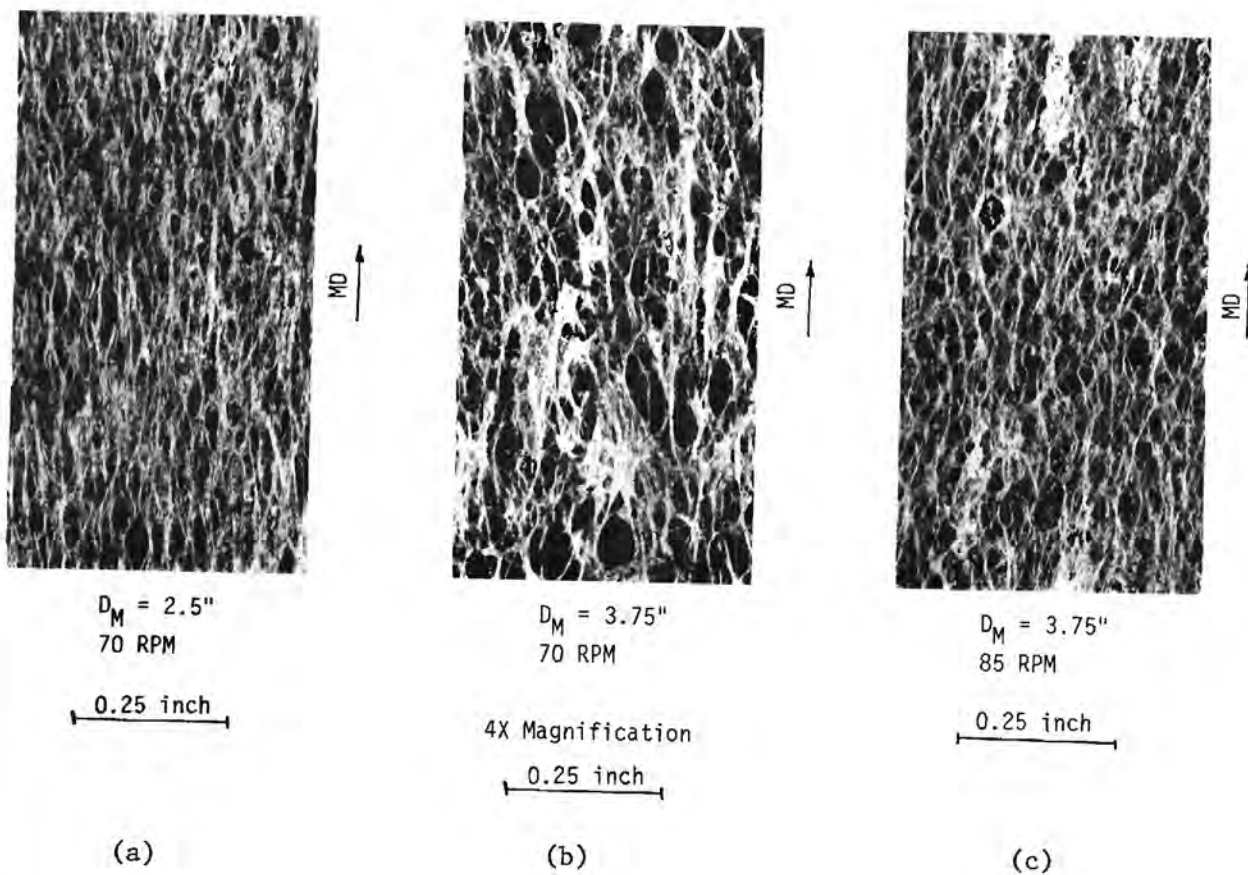 MD
MD
MD
D_M = 2.5"
70 RPM
0.25 inch
D_M = 3.75"
70 RPM
4X Magnification
0.25 inch
D_M = 3.75"
85 RPM
0.25 inch
(a)
(b)
(c)